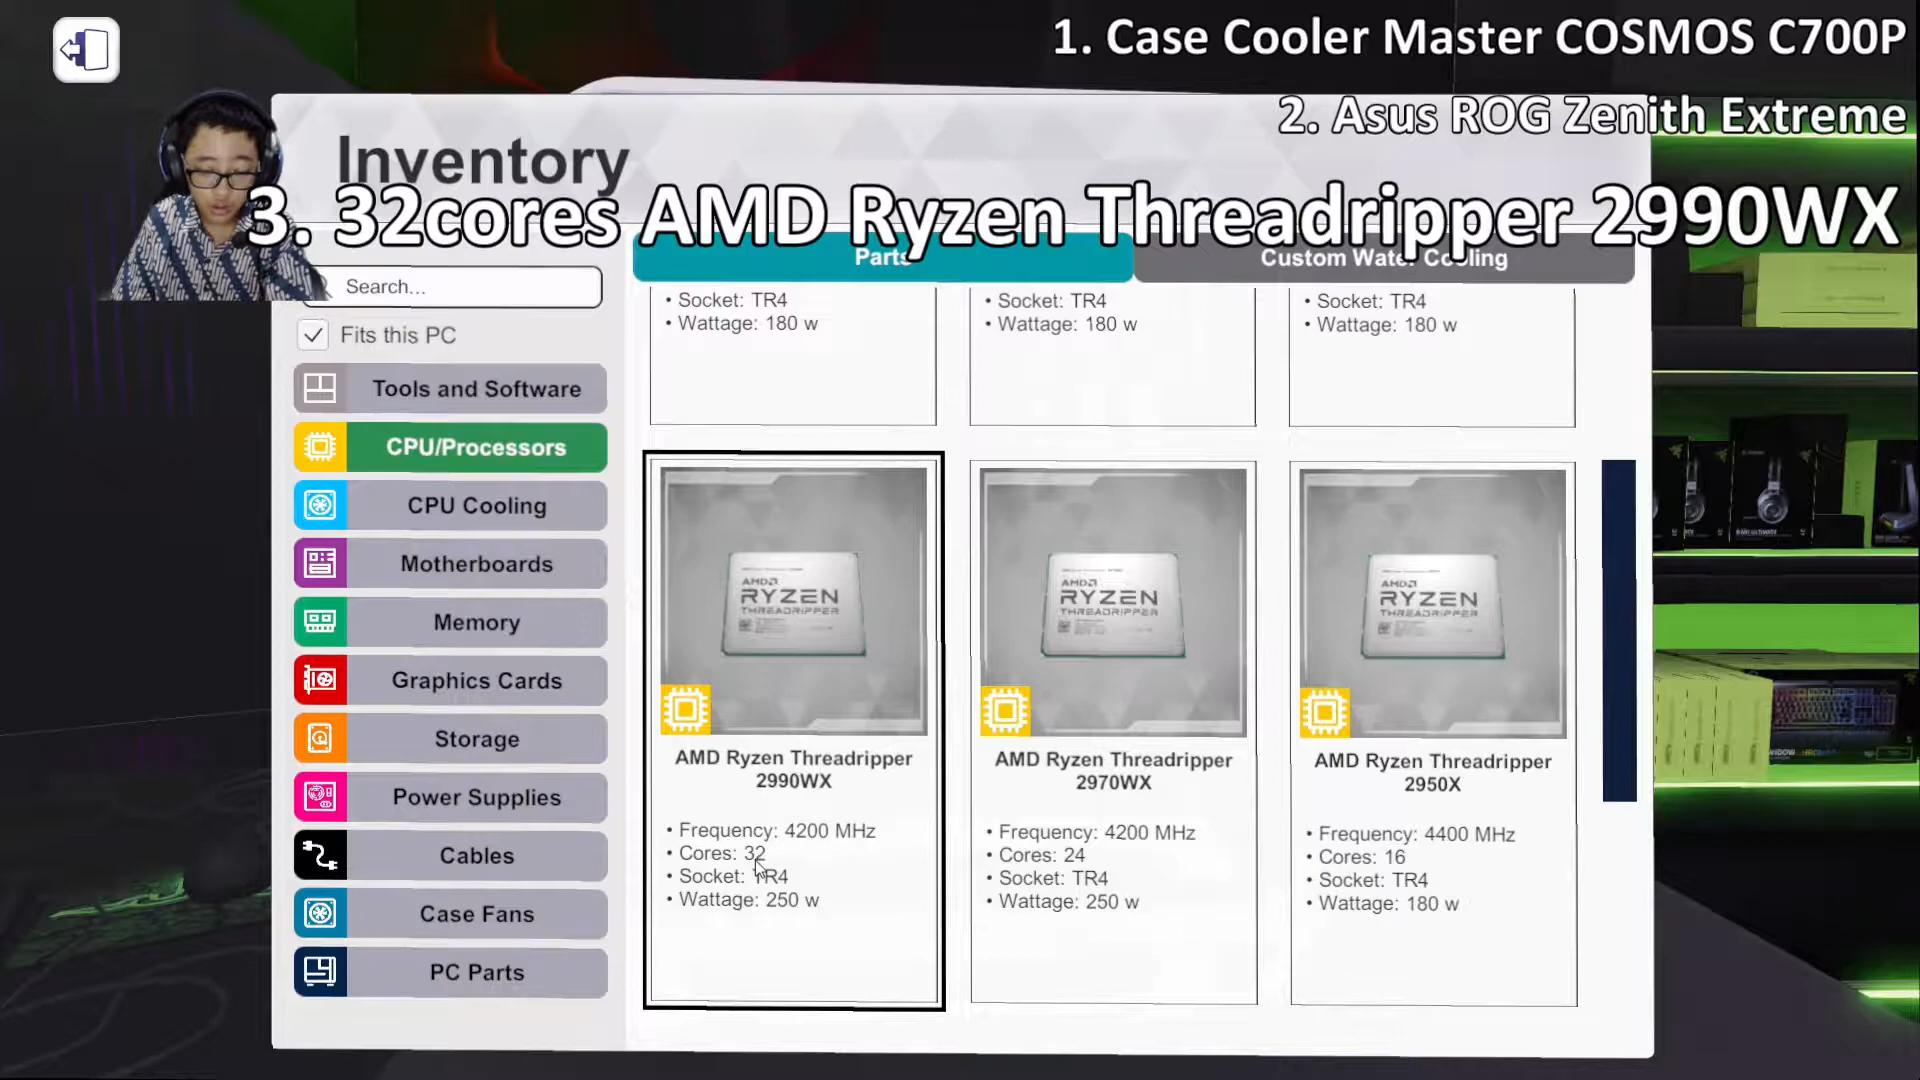 1. Case Cooler Master COSMOS C700P
2. Asus ROG Zenith Extreme
Inventory
3. 32cores AMD Ryzen Threadripper 2990WX
Parts
Custom Water Cooling
Search...
Fits this PC
Tools and Software
CPU/Processors
CPU Cooling
Motherboards
Memory
Graphics Cards
Storage
Power Supplies
Cables
Case Fans
PC Parts
• Socket: TR4
• Wattage: 180 w
• Socket: TR4
• Wattage: 180 w
• Socket: TR4
• Wattage: 180 w
AMD
RYZEN
THREADRIPPER
AMD Ryzen Threadripper
2990WX
• Frequency: 4200 MHz
• Cores: 32
• Socket: TR4
• Wattage: 250 w
AMD
RYZEN
THREADRIPPER
AMD Ryzen Threadripper
2970WX
• Frequency: 4200 MHz
• Cores: 24
• Socket: TR4
• Wattage: 250 w
AMD
RYZEN
THREADRIPPER
AMD Ryzen Threadripper
2950X
• Frequency: 4400 MHz
• Cores: 16
• Socket: TR4
• Wattage: 180 w